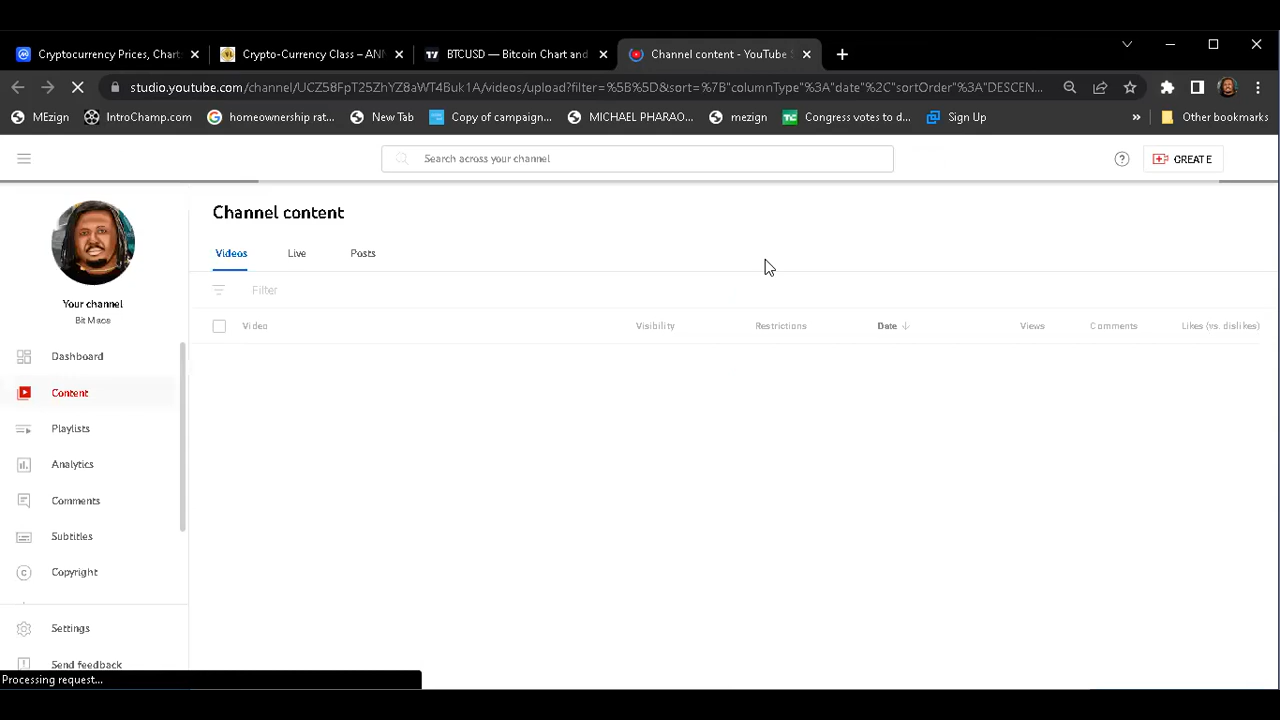 Cryptocurrency Prices, Chart
Crypto-Currency Class – ANN
BTCUSD — Bitcoin Chart and
Channel content - YouTube S
studio.youtube.com/channel/UCZ58FpT25ZhYZ8aWT4Buk1A/videos/upload?filter=%5B%5D&sort=%7B"columnType"%3A"date"%2C"sortOrder"%3A"DESCEN...
MEzign
IntroChamp.com
homeownership rat...
New Tab
Copy of campaign...
MICHAEL PHARAO...
mezign
Congress votes to d...
Sign Up
»
Other bookmarks
Search across your channel
CREATE
Channel content
Videos
Live
Posts
Filter
Video
Visibility
Restrictions
Date
Views
Comments
Likes (vs. dislikes)
Your channel
Bit Macs
Dashboard
Content
Playlists
Analytics
Comments
Subtitles
Copyright
Settings
Send feedback
Processing request...